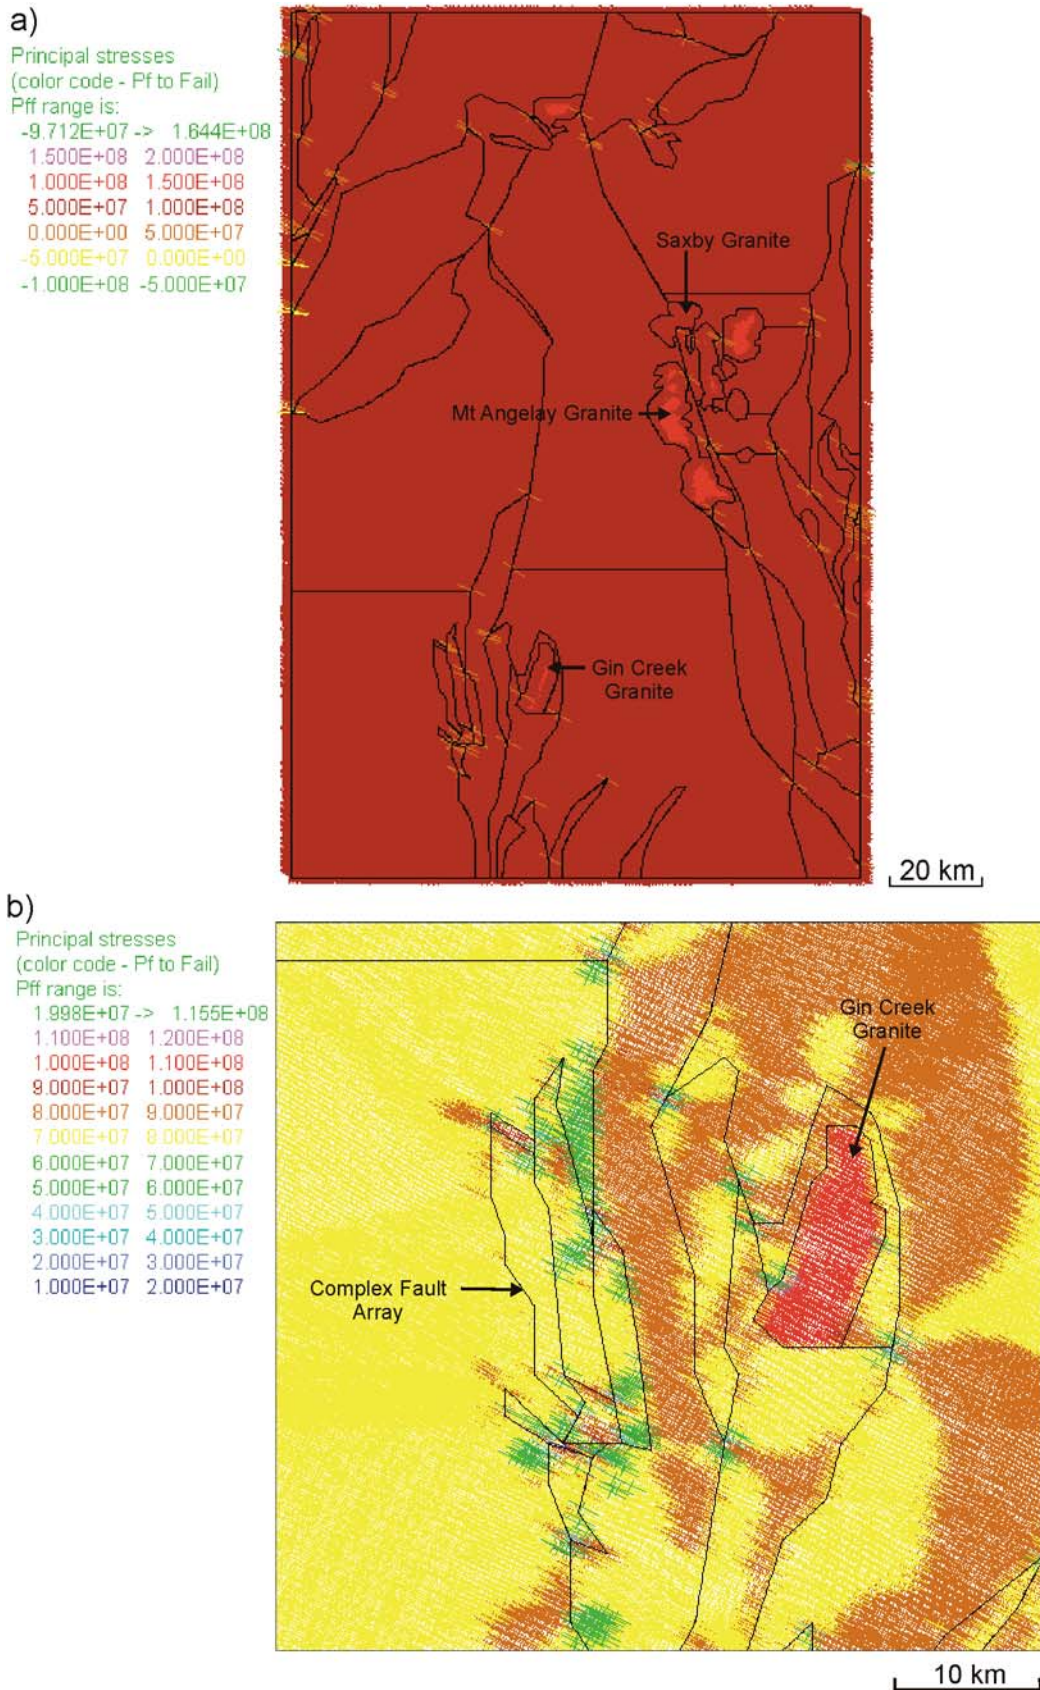 a)
Principal stresses
(color code - Pf to Fail)
Pff range is:
-9.712E+07 -> 1.644E+08
1.500E+08 2.000E+08
1.000E+08 1.500E+08
5.000E+07 1.000E+08
0.000E+00 5.000E+07
-5.000E+07 0.000E+00
-1.000E+08 -5.000E+07
Saxby Granite
Mt Angelay Granite
Gin Creek
Granite
20 km
b)
Principal stresses
(color code - Pf to Fail)
Pff range is:
1.998E+07 -> 1.155E+08
1.100E+08 1.200E+08
1.000E+08 1.100E+08
9.000E+07 1.000E+08
8.000E+07 9.000E+07
7.000E+07 8.000E+07
6.000E+07 7.000E+07
5.000E+07 6.000E+07
4.000E+07 5.000E+07
3.000E+07 4.000E+07
2.000E+07 3.000E+07
1.000E+07 2.000E+07
Gin Creek
Granite
Complex Fault
Array
10 km